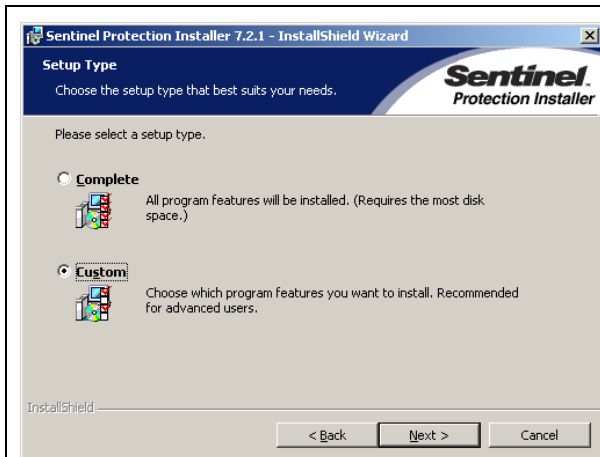 Sentinel Protection Installer 7.2.1 - InstallShield Wizard
Setup Type
Choose the setup type that best suits your needs.
Sentinel.
Protection Installer
Please select a setup type.
Complete
All program features will be installed. (Requires the most disk
space.)
Custom
Choose which program features you want to install. Recommended
for advanced users.
InstallShield
< Back
Next >
Cancel